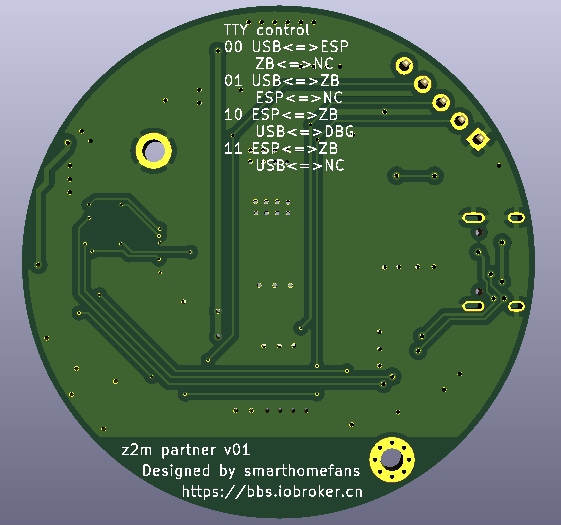 TTY control
00 USB<=>ESP
ZB<=>NC
01 USB<=>ZB
ESP<=>NC
10 ESP<=>ZB
USB<=>DBG
11 ESP<=>ZB
USB<=>NC
z2m partner v01
Designed by smarthomefans
https://bbs.iobroker.cn